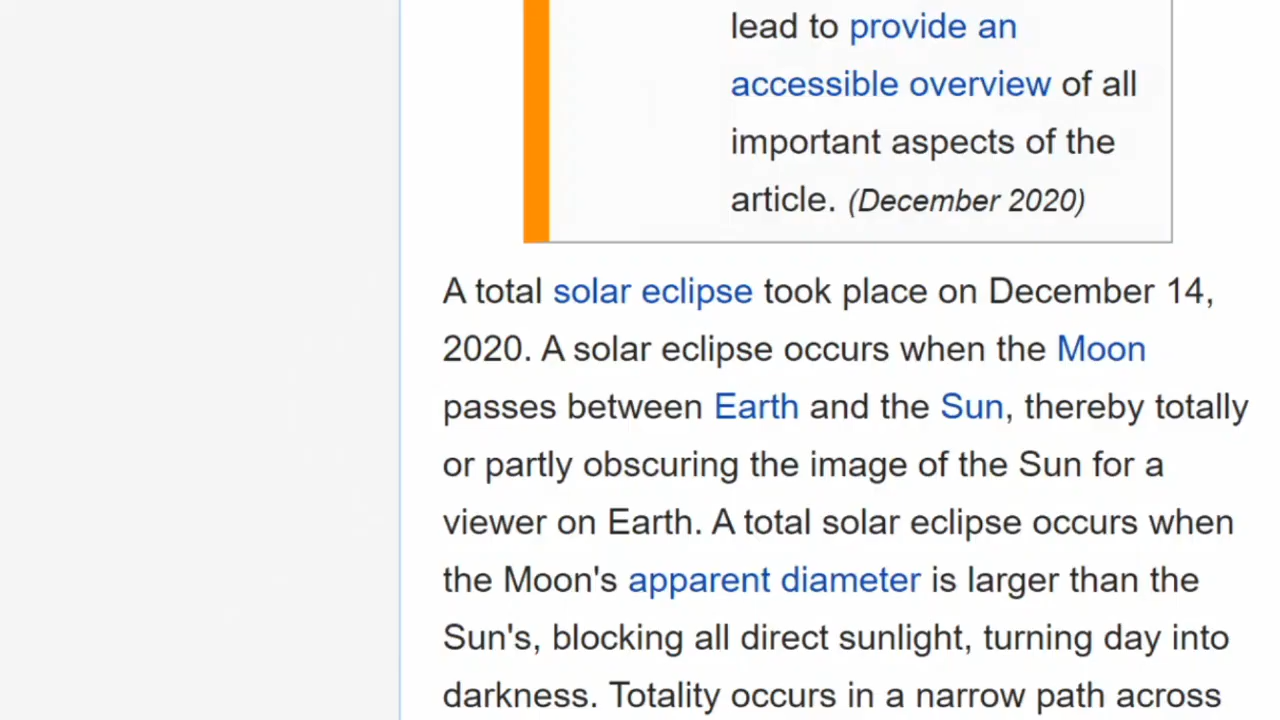 lead to provide an
accessible overview of all
important aspects of the
article. (December 2020)
A total solar eclipse took place on December 14,
2020. A solar eclipse occurs when the Moon
passes between Earth and the Sun, thereby totally
or partly obscuring the image of the Sun for a
viewer on Earth. A total solar eclipse occurs when
the Moon's apparent diameter is larger than the
Sun's, blocking all direct sunlight, turning day into
darkness. Totality occurs in a narrow path across